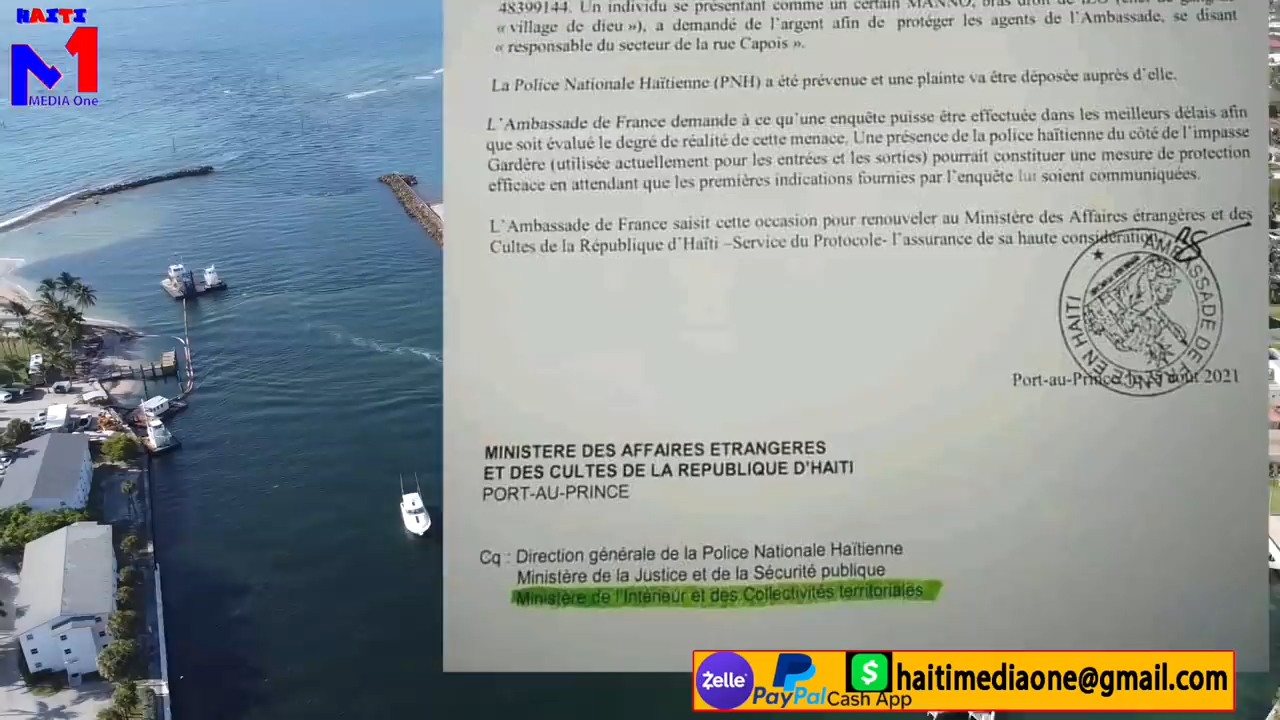 HAITI
M1
MEDIA One
48399144. Un individu se présentant comme un certain MANNO, bras droit de IZO (chef de
« village de dieu »), a demandé de l'argent afin de protéger les agents de l'Ambassade, se disant
« responsable du secteur de la rue Capois ».
La Police Nationale Haïtienne (PNH) a été prévenue et une plainte va être déposée auprès d'elle.
L'Ambassade de France demande à ce qu'une enquête puisse être effectuée dans les meilleurs délais afin
que soit évalué le degré de réalité de cette menace. Une présence de la police haïtienne du côté de l'impasse
Gardère (utilisée actuellement pour les entrées et les sorties) pourrait constituer une mesure de protection
efficace en attendant que les premières indications fournies par l'enquête lui soient communiquées.
L'Ambassade de France saisit cette occasion pour renouveler au Ministère des Affaires étrangères et des
Cultes de la République d'Haïti –Service du Protocole- l'assurance de sa haute considération
AMBASSADE DE FRANCE EN HAITI
Port-au-Prince, août 2021
MINISTERE DES AFFAIRES ETRANGERES
ET DES CULTES DE LA REPUBLIQUE D'HAITI
PORT-AU-PRINCE
Cq : Direction générale de la Police Nationale Haïtienne
Ministère de la Justice et de la Sécurité publique
Ministère de l'Intérieur et des Collectivités territoriales
Zelle PayPal $ Cash App haitimediaone@gmail.com